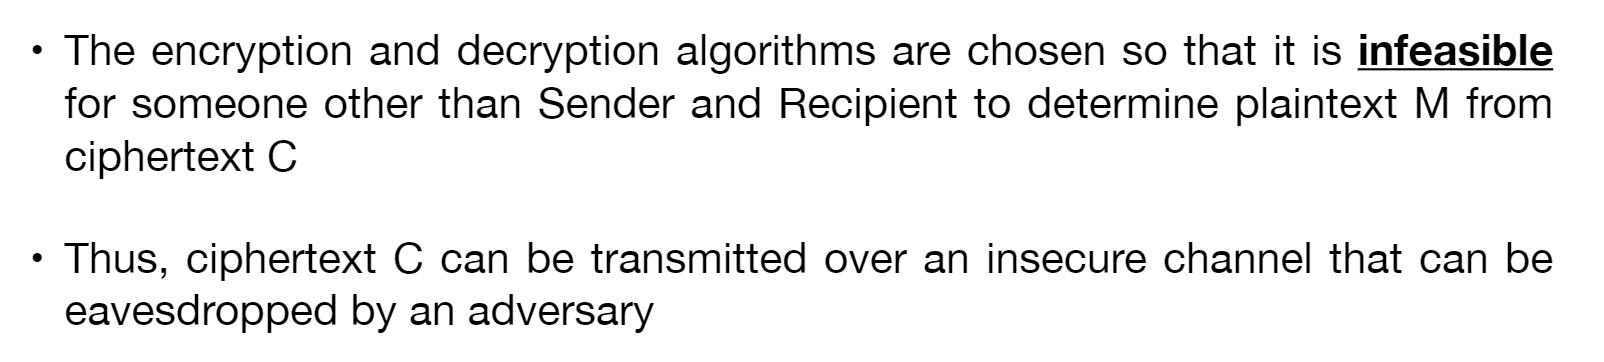 • The encryption and decryption algorithms are chosen so that it is infeasible
for someone other than Sender and Recipient to determine plaintext M from
ciphertext C
• Thus, ciphertext C can be transmitted over an insecure channel that can be
eavesdropped by an adversary